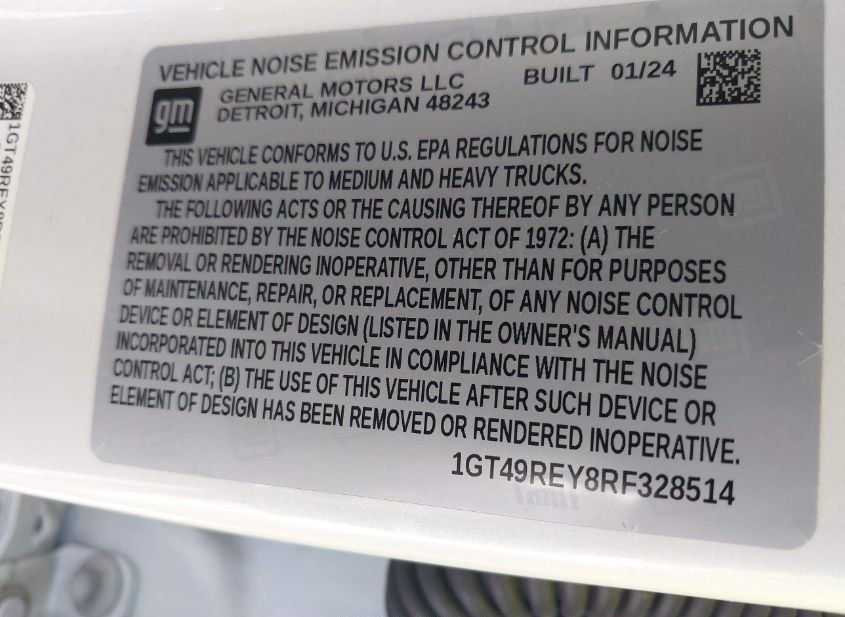 VEHICLE NOISE EMISSION CONTROL INFORMATION
gm
GENERAL MOTORS LLC BUILT 01/24
DETROIT, MICHIGAN 48243
THIS VEHICLE CONFORMS TO U.S. EPA REGULATIONS FOR NOISE
EMISSION APPLICABLE TO MEDIUM AND HEAVY TRUCKS.
THE FOLLOWING ACTS OR THE CAUSING THEREOF BY ANY PERSON
ARE PROHIBITED BY THE NOISE CONTROL ACT OF 1972: (A) THE
REMOVAL OR RENDERING INOPERATIVE, OTHER THAN FOR PURPOSES
OF MAINTENANCE, REPAIR, OR REPLACEMENT, OF ANY NOISE CONTROL
DEVICE OR ELEMENT OF DESIGN (LISTED IN THE OWNER'S MANUAL)
INCORPORATED INTO THIS VEHICLE IN COMPLIANCE WITH THE NOISE
CONTROL ACT; (B) THE USE OF THIS VEHICLE AFTER SUCH DEVICE OR
ELEMENT OF DESIGN HAS BEEN REMOVED OR RENDERED INOPERATIVE.
1GT49REY8RF328514